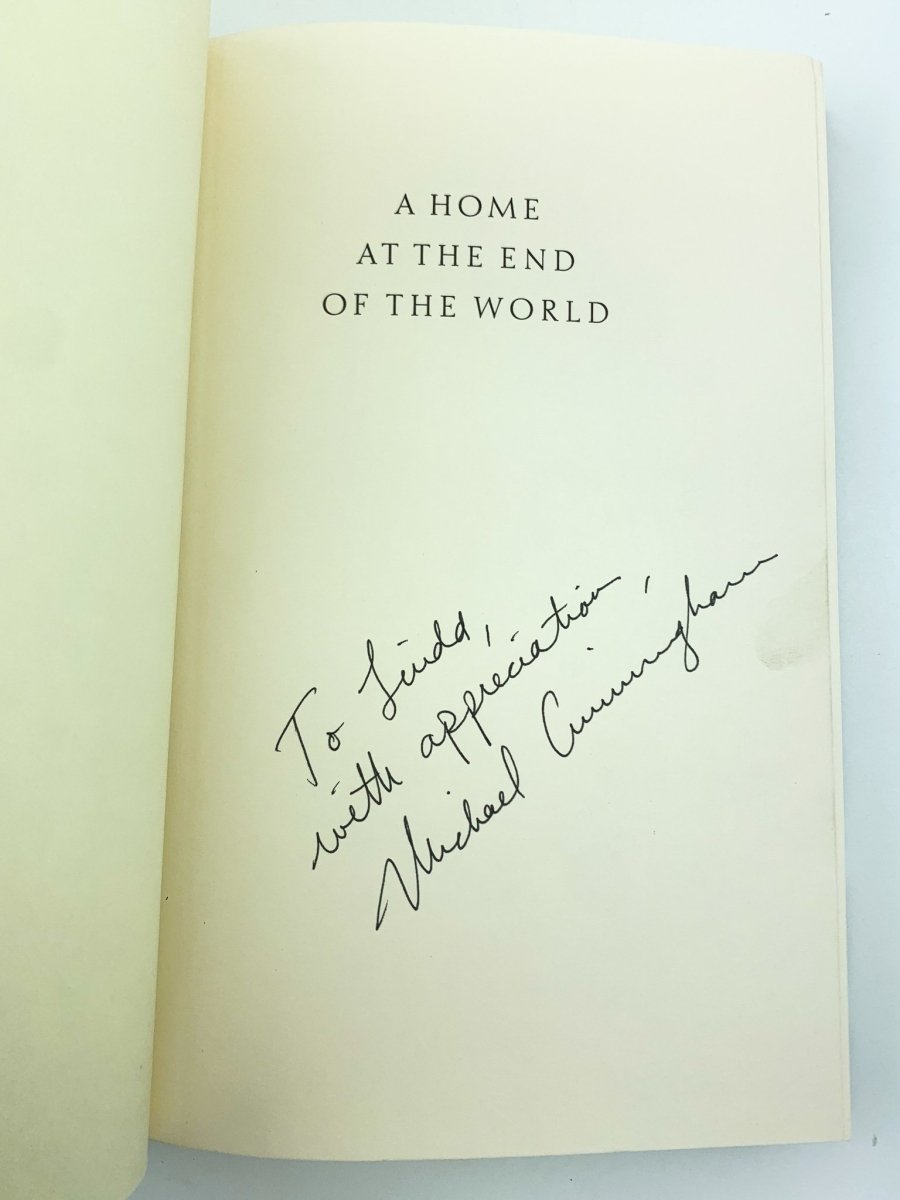 A HOME
AT THE END
OF THE WORLD
To Linda,
with appreciation,
Michael Cunningham